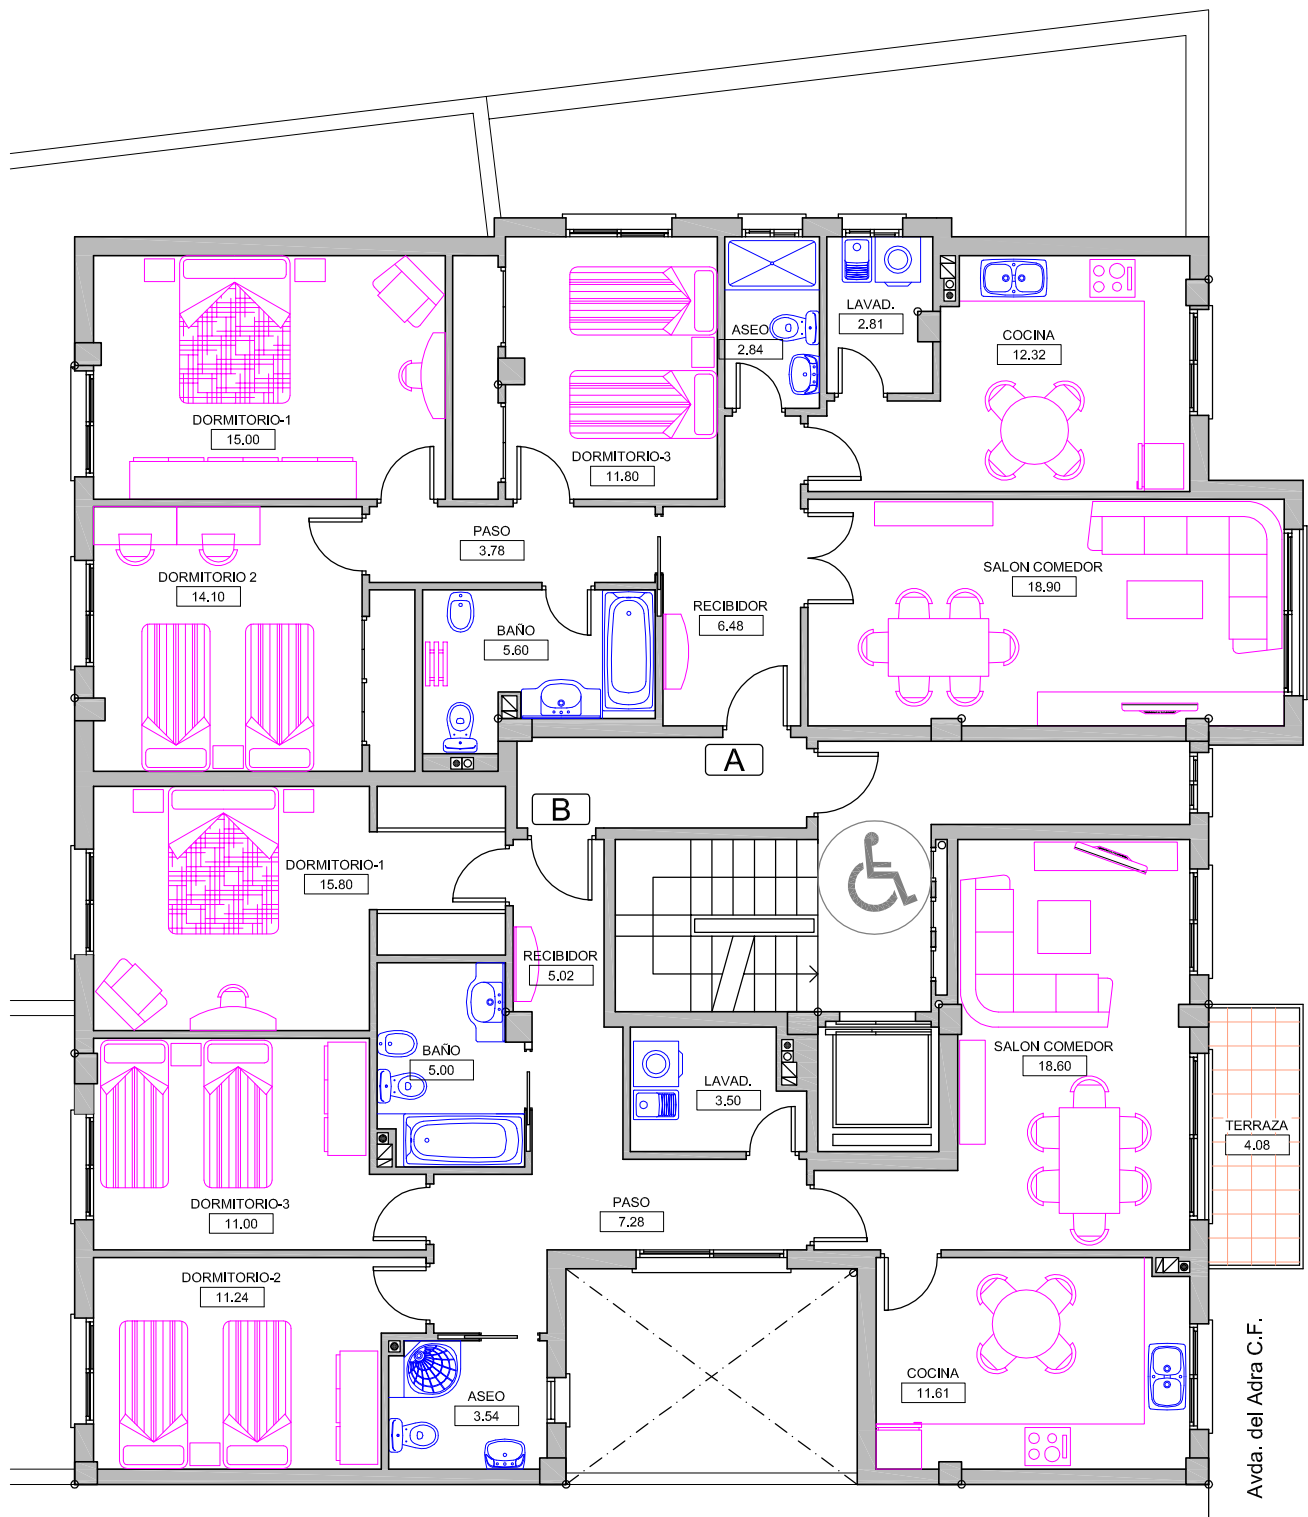 DORMITORIO-1
15.00
DORMITORIO-3
11.80
ASEO
2.84
LAVAD.
2.81
COCINA
12.32
PASO
3.78
DORMITORIO 2
14.10
BAÑO
5.60
RECIBIDOR
6.48
SALON COMEDOR
18.90
A
B
DORMITORIO-1
15.80
RECIBIDOR
5.02
BAÑO
5.00
LAVAD.
3.50
SALON COMEDOR
18.60
TERRAZA
4.08
DORMITORIO-3
11.00
PASO
7.28
DORMITORIO-2
11.24
ASEO
3.54
COCINA
11.61
Avda. del Adra C.F.